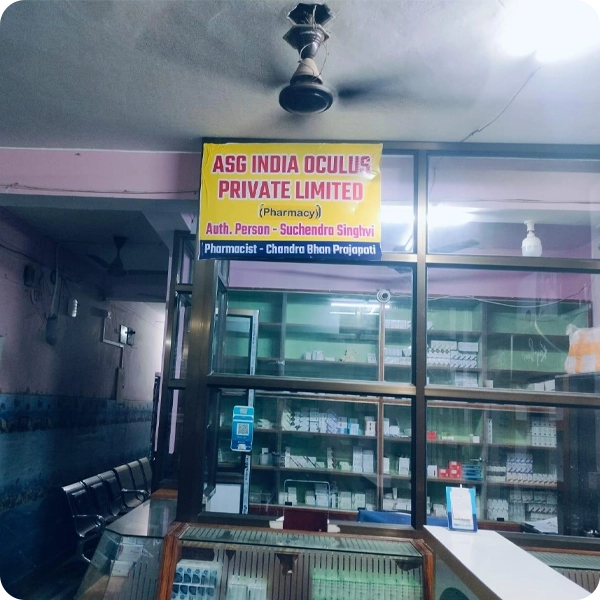 ASG INDIA OCULUS
PRIVATE LIMITED
(Pharmacy)
Auth. Person - Suchendra Singhvi
Pharmacist - Chandra Bhan Prajapati